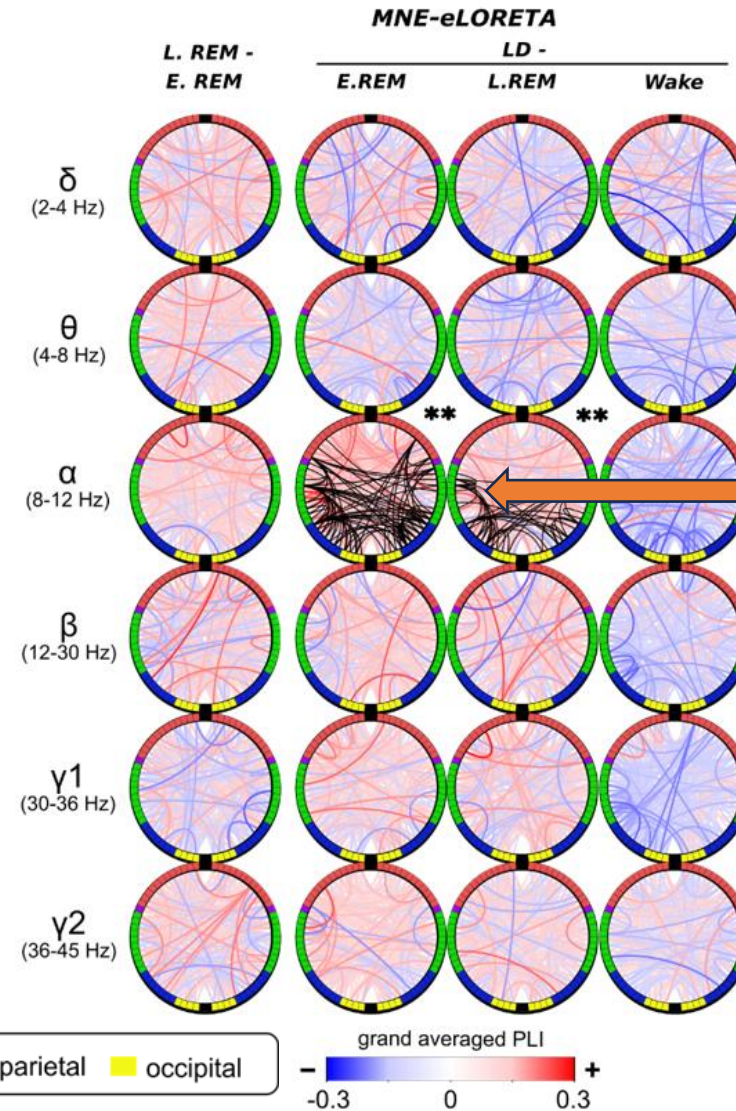 MNE-eLORETA
L. REM -
E. REM
LD -
E.REM
L.REM
Wake
δ
(2-4 Hz)
θ
(4-8 Hz)
** **
α
(8-12 Hz)
β
(12-30 Hz)
γ1
(30-36 Hz)
γ2
(36-45 Hz)
parietal
occipital
grand averaged PLI
- +
-0.3 0 0.3